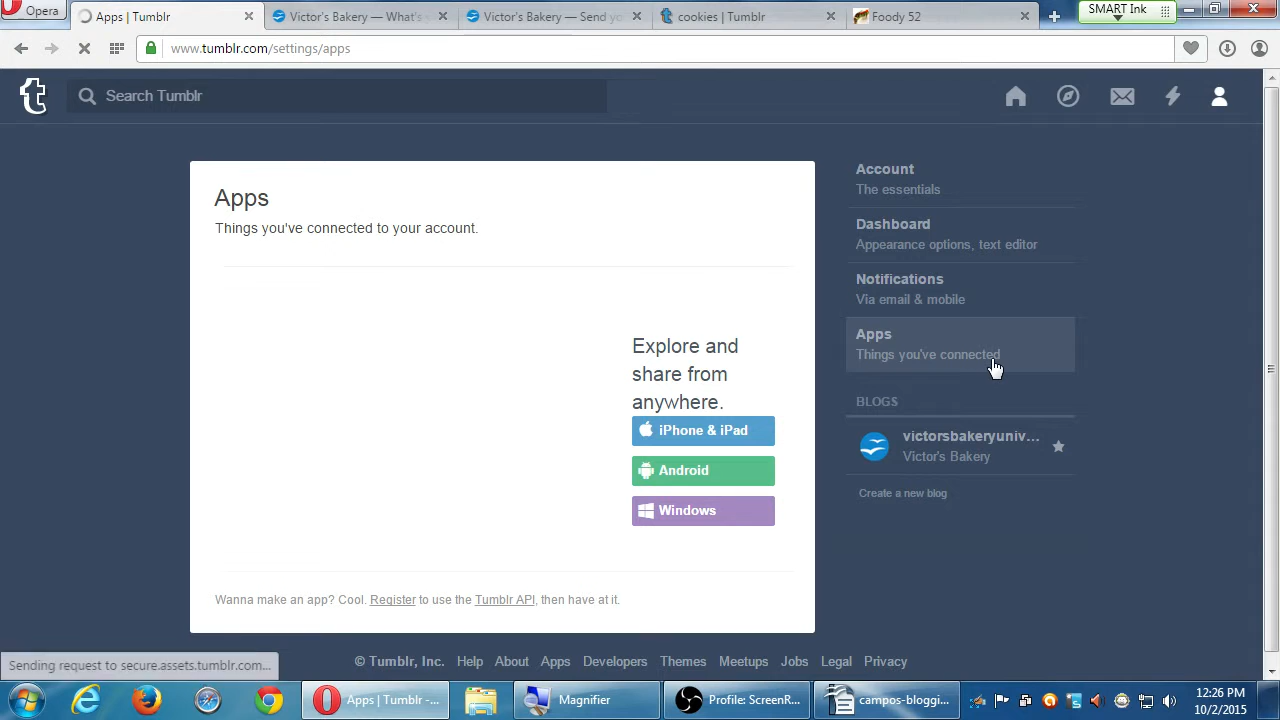 Opera
Apps | Tumblr
Victor's Bakery — What's
Victor's Bakery — Send yo
cookies | Tumblr
Foody 52
SMART Ink
www.tumblr.com/settings/apps
Search Tumblr
Apps
Things you've connected to your account.
Explore and
share from
anywhere.
iPhone & iPad
Android
Windows
Wanna make an app? Cool. Register to use the Tumblr API, then have at it.
Account
The essentials
Dashboard
Appearance options, text editor
Notifications
Via email & mobile
Apps
Things you've connected
BLOGS
victorsbakeryuniv...
Victor's Bakery
Create a new blog
© Tumblr, Inc. Help About Apps Developers Themes Meetups Jobs Legal Privacy
Sending request to secure.assets.tumblr.com...
Apps | Tumblr -...
Magnifier
Profile: ScreenR...
campos-bloggi...
12:26 PM
10/2/2015